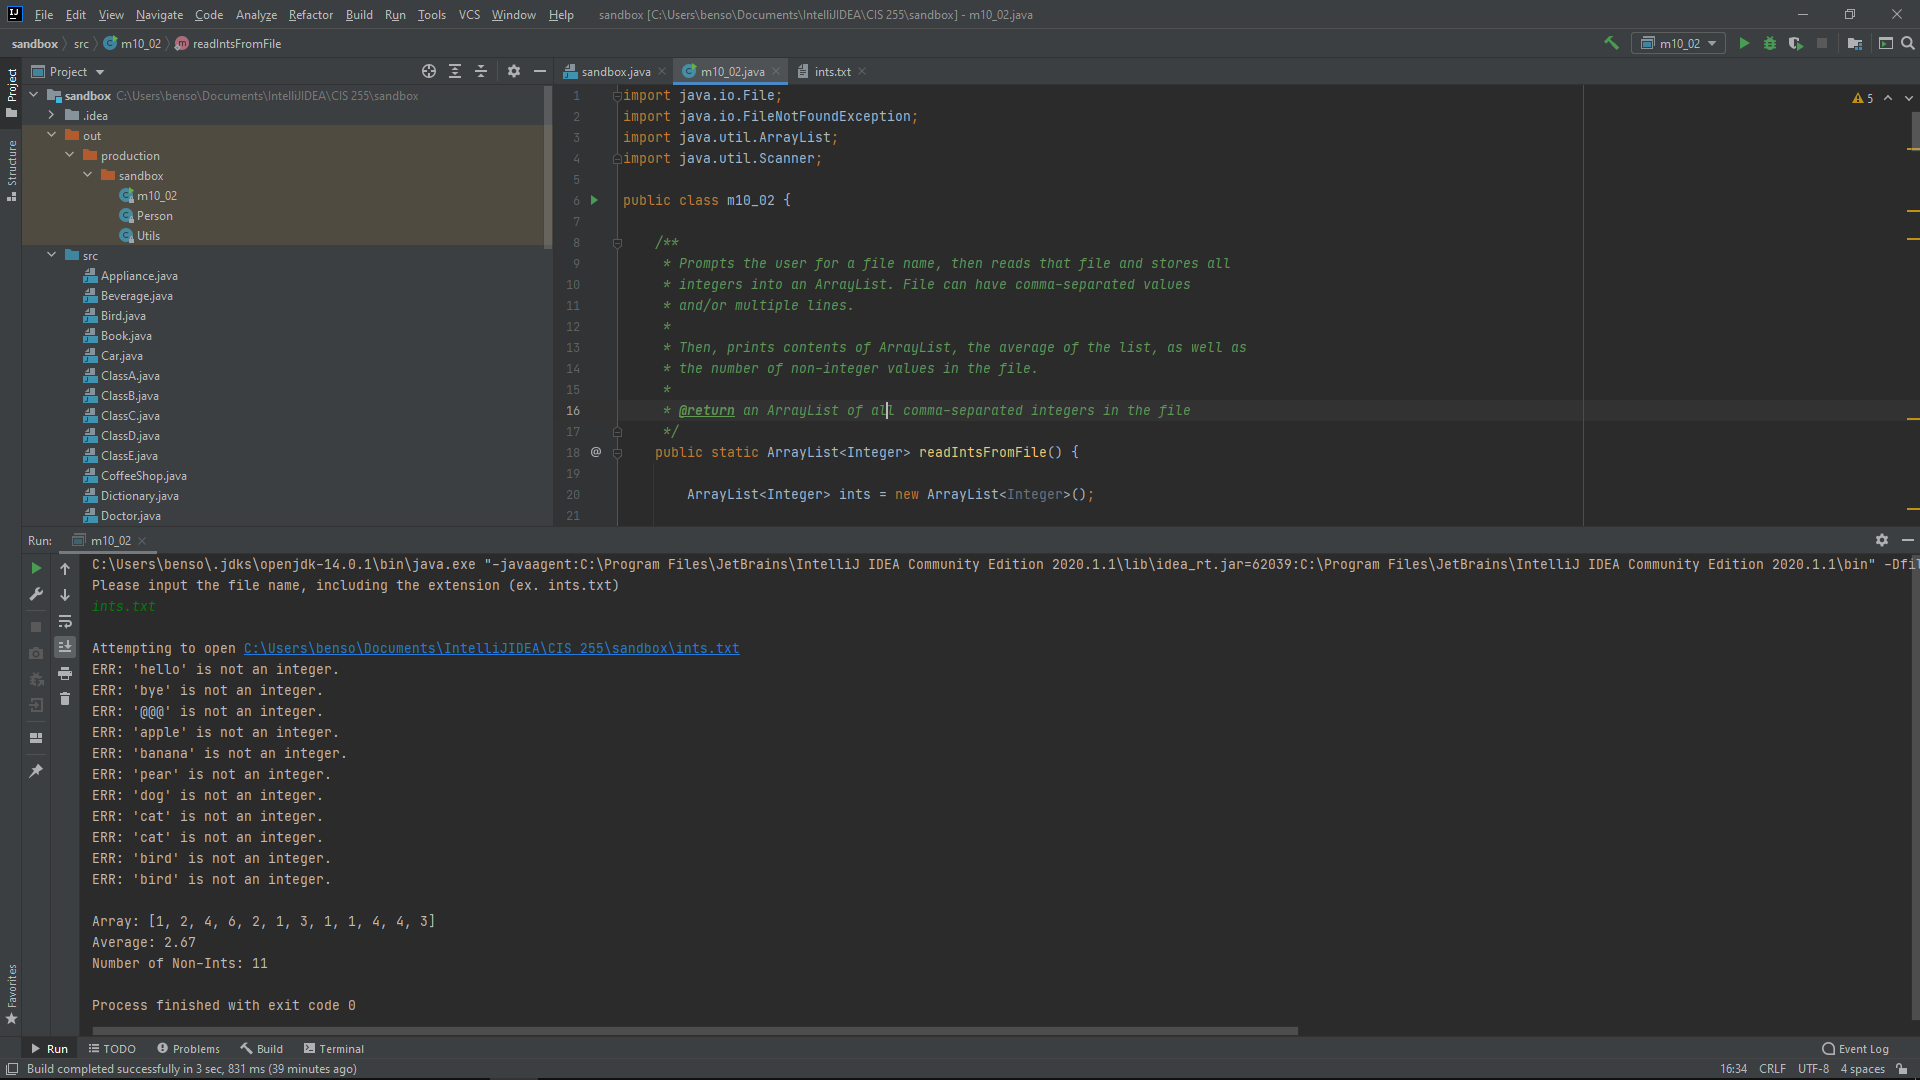 File Edit View Navigate Code Analyze Refactor Build Run Tools VCS Window Help sandbox [C:\Users\benso\Documents\IntelliJIDEA\CIS 255\sandbox] - m10_02.java
sandbox src m10_02 readIntsFromFile m10_02
Project
sandbox.java m10_02.java ints.txt
Project
sandbox C:\Users\benso\Documents\IntelliJIDEA\CIS 255\sandbox
.idea
out
production
sandbox
m10_02
Person
Utils
src
Appliance.java
Beverage.java
Bird.java
Book.java
Car.java
ClassA.java
ClassB.java
ClassC.java
ClassD.java
ClassE.java
CoffeeShop.java
Dictionary.java
Doctor.java
Structure
5
1 import java.io.File;
2 import java.io.FileNotFoundException;
3 import java.util.ArrayList;
4 import java.util.Scanner;
5
6 public class m10_02 {
7
8 /**
9 * Prompts the user for a file name, then reads that file and stores all
10 * integers into an ArrayList. File can have comma-separated values
11 * and/or multiple lines.
12 *
13 * Then, prints contents of ArrayList, the average of the list, as well as
14 * the number of non-integer values in the file.
15 *
16 * @return an ArrayList of all comma-separated integers in the file
17 */
18 @ public static ArrayList<Integer> readIntsFromFile() {
19
20 ArrayList<Integer> ints = new ArrayList<Integer>();
21
Run: m10_02
C:\Users\benso\.jdks\openjdk-14.0.1\bin\java.exe "-javaagent:C:\Program Files\JetBrains\IntelliJ IDEA Community Edition 2020.1.1\lib\idea_rt.jar=62039:C:\Program Files\JetBrains\IntelliJ IDEA Community Edition 2020.1.1\bin" -Dfil
Please input the file name, including the extension (ex. ints.txt)
ints.txt
Attempting to open C:\Users\benso\Documents\IntelliJIDEA\CIS 255\sandbox\ints.txt
ERR: 'hello' is not an integer.
ERR: 'bye' is not an integer.
ERR: '@@@' is not an integer.
ERR: 'apple' is not an integer.
ERR: 'banana' is not an integer.
ERR: 'pear' is not an integer.
ERR: 'dog' is not an integer.
ERR: 'cat' is not an integer.
ERR: 'cat' is not an integer.
ERR: 'bird' is not an integer.
ERR: 'bird' is not an integer.
Array: [1, 2, 4, 6, 2, 1, 3, 1, 1, 4, 4, 3]
Average: 2.67
Number of Non-Ints: 11
Process finished with exit code 0
Favorites
Run TODO Problems Build Terminal Event Log
Build completed successfully in 3 sec, 831 ms (39 minutes ago) 16:34 CRLF UTF-8 4 spaces